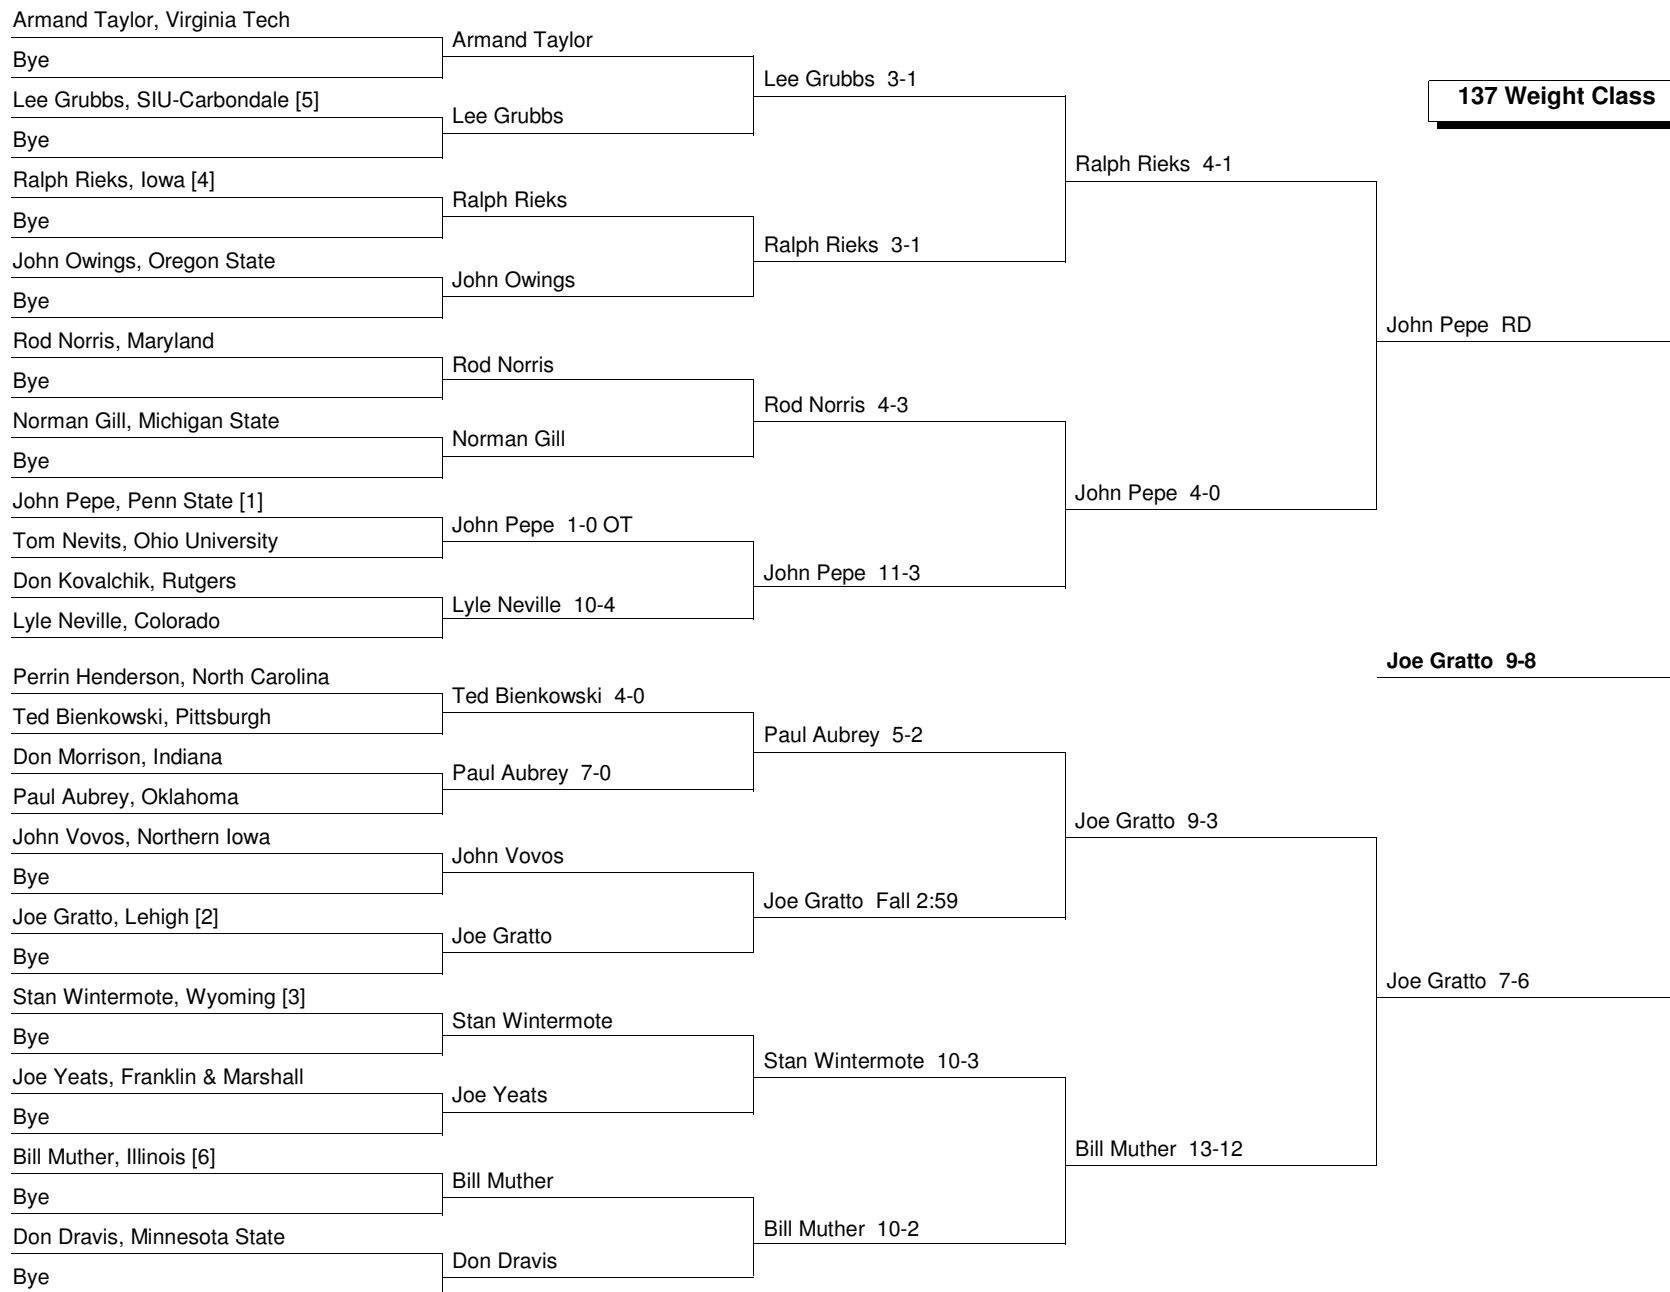 Armand Taylor, Virginia Tech
Bye
Lee Grubbs, SIU-Carbondale [5]
Bye
Ralph Rieks, Iowa [4]
Bye
John Owings, Oregon State
Bye
Rod Norris, Maryland
Bye
Norman Gill, Michigan State
Bye
John Pepe, Penn State [1]
Tom Nevits, Ohio University
Don Kovalchik, Rutgers
Lyle Neville, Colorado
Perrin Henderson, North Carolina
Ted Bienkowski, Pittsburgh
Don Morrison, Indiana
Paul Aubrey, Oklahoma
John Vovos, Northern Iowa
Bye
Joe Gratto, Lehigh [2]
Bye
Stan Wintermote, Wyoming [3]
Bye
Joe Yeats, Franklin & Marshall
Bye
Bill Muther, Illinois [6]
Bye
Don Dravis, Minnesota State
Bye
Armand Taylor
Lee Grubbs
Ralph Rieks
John Owings
Rod Norris
Norman Gill
John Pepe 1-0 OT
Lyle Neville 10-4
Ted Bienkowski 4-0
Paul Aubrey 7-0
John Vovos
Joe Gratto
Stan Wintermote
Joe Yeats
Bill Muther
Don Dravis
Lee Grubbs 3-1
Ralph Rieks 3-1
Rod Norris 4-3
John Pepe 11-3
Paul Aubrey 5-2
Joe Gratto Fall 2:59
Stan Wintermote 10-3
Bill Muther 10-2
Ralph Rieks 4-1
John Pepe 4-0
Joe Gratto 9-3
Bill Muther 13-12
137 Weight Class
John Pepe RD
Joe Gratto 9-8
Joe Gratto 7-6